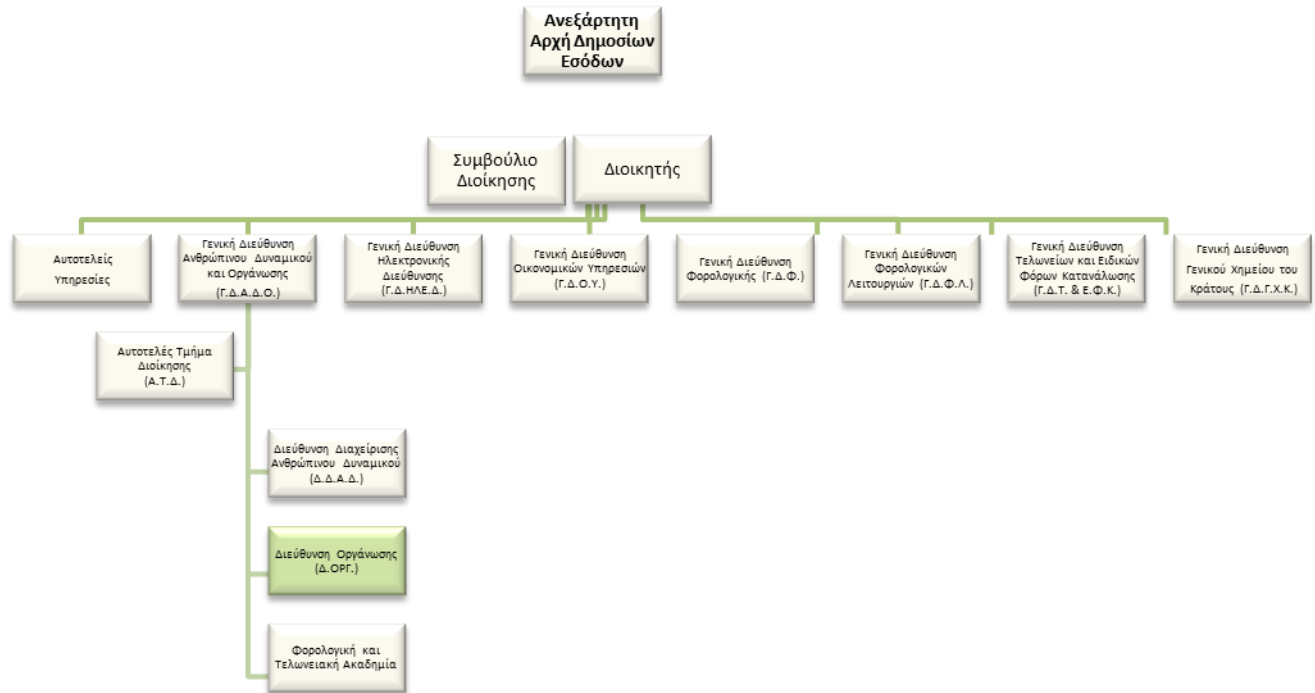 Ανεξάρτητη
Αρχή Δημοσίων
Εσόδων
Συμβούλιο
Διοίκησης
Διοικητής
Αυτοτελείς
Υπηρεσίες
Γενική Διεύθυνση
Ανθρώπινου Δυναμικού
και Οργάνωσης
(Γ.Δ.Α.Δ.Ο.)
Γενική Διεύθυνση
Ηλεκτρονικής
Διεύθυνσης
(Γ.Δ.ΗΛΕ.Δ.)
Γενική Διεύθυνση
Οικονομικών Υπηρεσιών
(Γ.Δ.Ο.Υ.)
Γενική Διεύθυνση
Φορολογικής (Γ.Δ.Φ.)
Γενική Διεύθυνση
Φορολογικών
Λειτουργιών (Γ.Δ.Φ.Λ.)
Γενική Διεύθυνση
Τελωνείων και Ειδικών
Φόρων Κατανάλωσης
(Γ.Δ.Τ. & Ε.Φ.Κ.)
Γενική Διεύθυνση
Γενικού Χημείου του
Κράτους (Γ.Δ.Γ.Χ.Κ.)
Αυτοτελές Τμήμα
Διοίκησης
(Α.Τ.Δ.)
Διεύθυνση Διαχείρισης
Ανθρώπινου Δυναμικού
(Δ.Δ.Α.Δ.)
Διεύθυνση Οργάνωσης
(Δ.ΟΡΓ.)
Φορολογική και
Τελωνειακή Ακαδημία